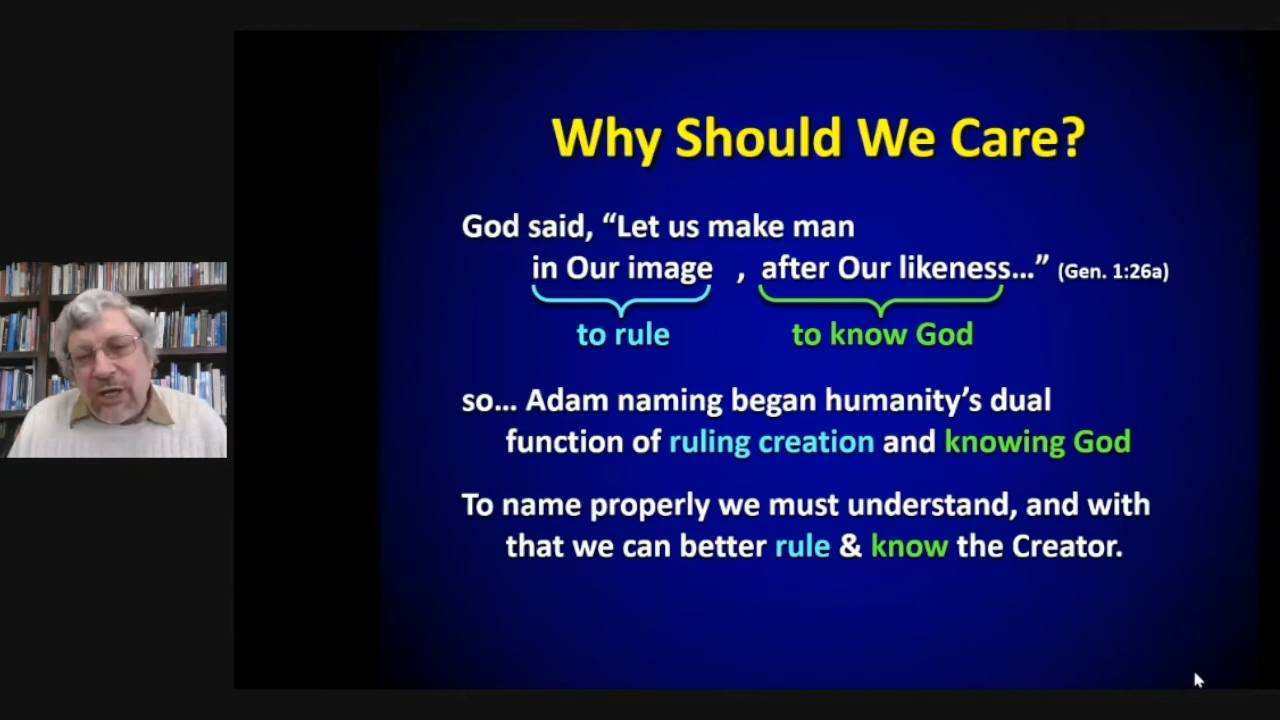 Why Should We Care?
God said, “Let us make man
in Our image , after Our likeness…” (Gen. 1:26a)
to rule to know God
so… Adam naming began humanity’s dual
function of ruling creation and knowing God
To name properly we must understand, and with
that we can better rule & know the Creator.